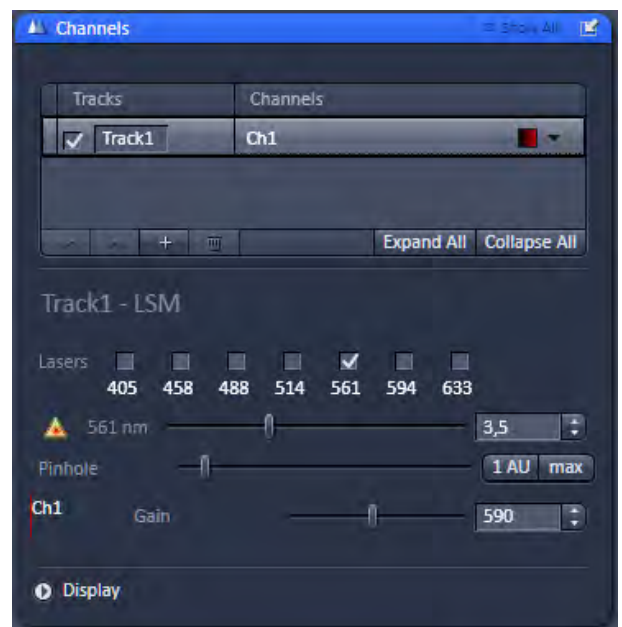 Channels Show All
Tracks Channels
Track1 Ch1
Expand All Collapse All
Track1 - LSM
Lasers
405 458 488 514 561 594 633
561 nm 3,5
Pinhole 1 AU max
Ch1 Gain 590
Display